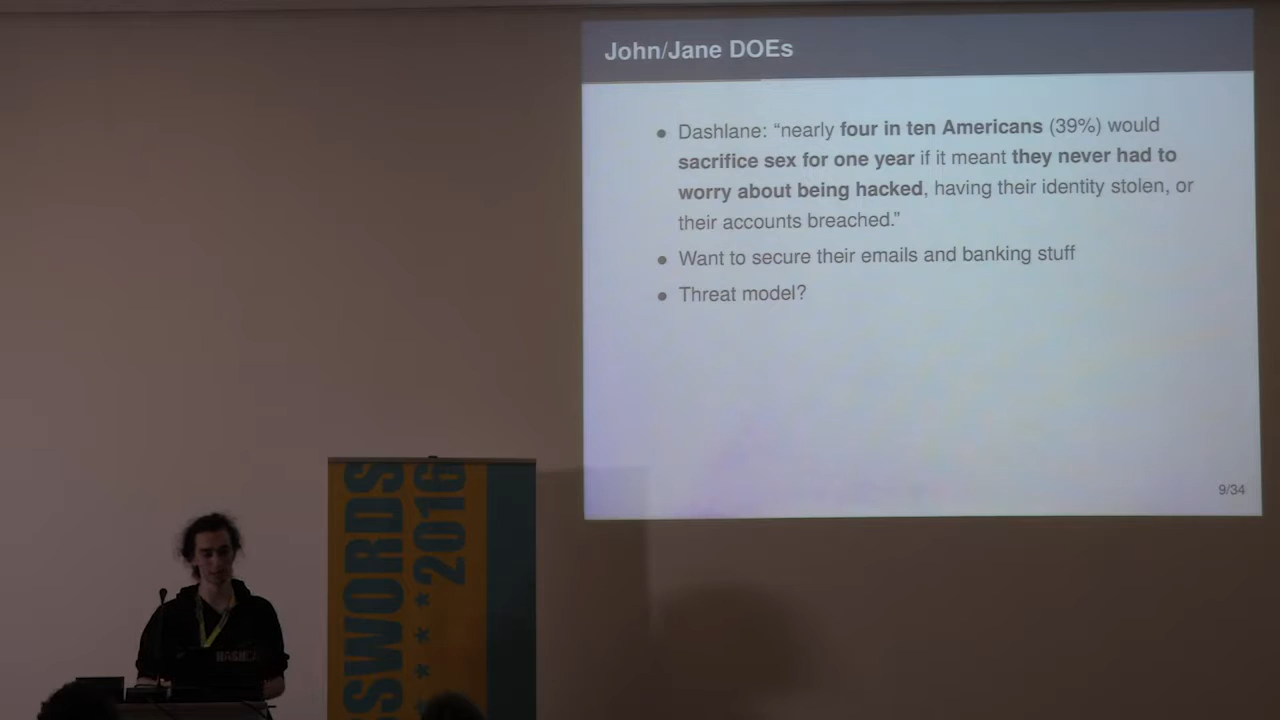 John/Jane DOEs
• Dashlane: “nearly four in ten Americans (39%) would
sacrifice sex for one year if it meant they never had to
worry about being hacked, having their identity stolen, or
their accounts breached.”
• Want to secure their emails and banking stuff
• Threat model?
9/34
SSWORDS
****2016